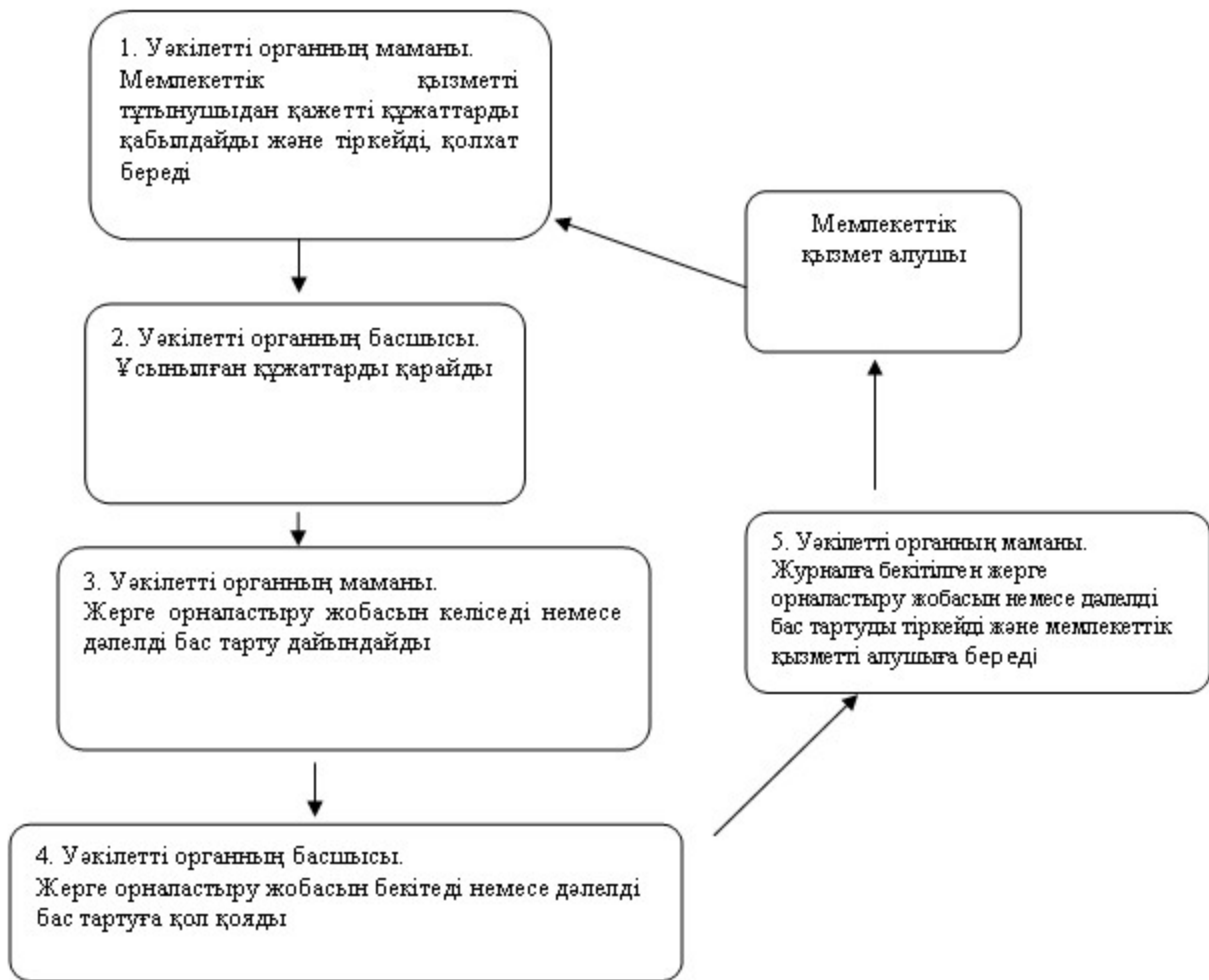 1. Уәкілетті органның маманы.
Мемлекеттік қызметті
тұтынушыдан қажетті құжаттарды
қабылдайды және тіркейді, қолхат
береді
Мемлекеттік
қызмет алушы
2. Уәкілетті органның басшысы.
Ұсынылған құжаттарды қарайды
3. Уәкілетті органның маманы.
Жерге орналастыру жобасын келіседі немесе
дәлелді бас тарту дайындайды
4. Уәкілетті органның басшысы.
Жерге орналастыру жобасын бекітеді немесе дәлелді
бас тартуға қол қояды
5. Уәкілетті органның маманы.
Журналға бекітілген жерге
орналастыру жобасын немесе дәлелді
бас тартуды тіркейді және мемлекеттік
қызметті алушыға береді